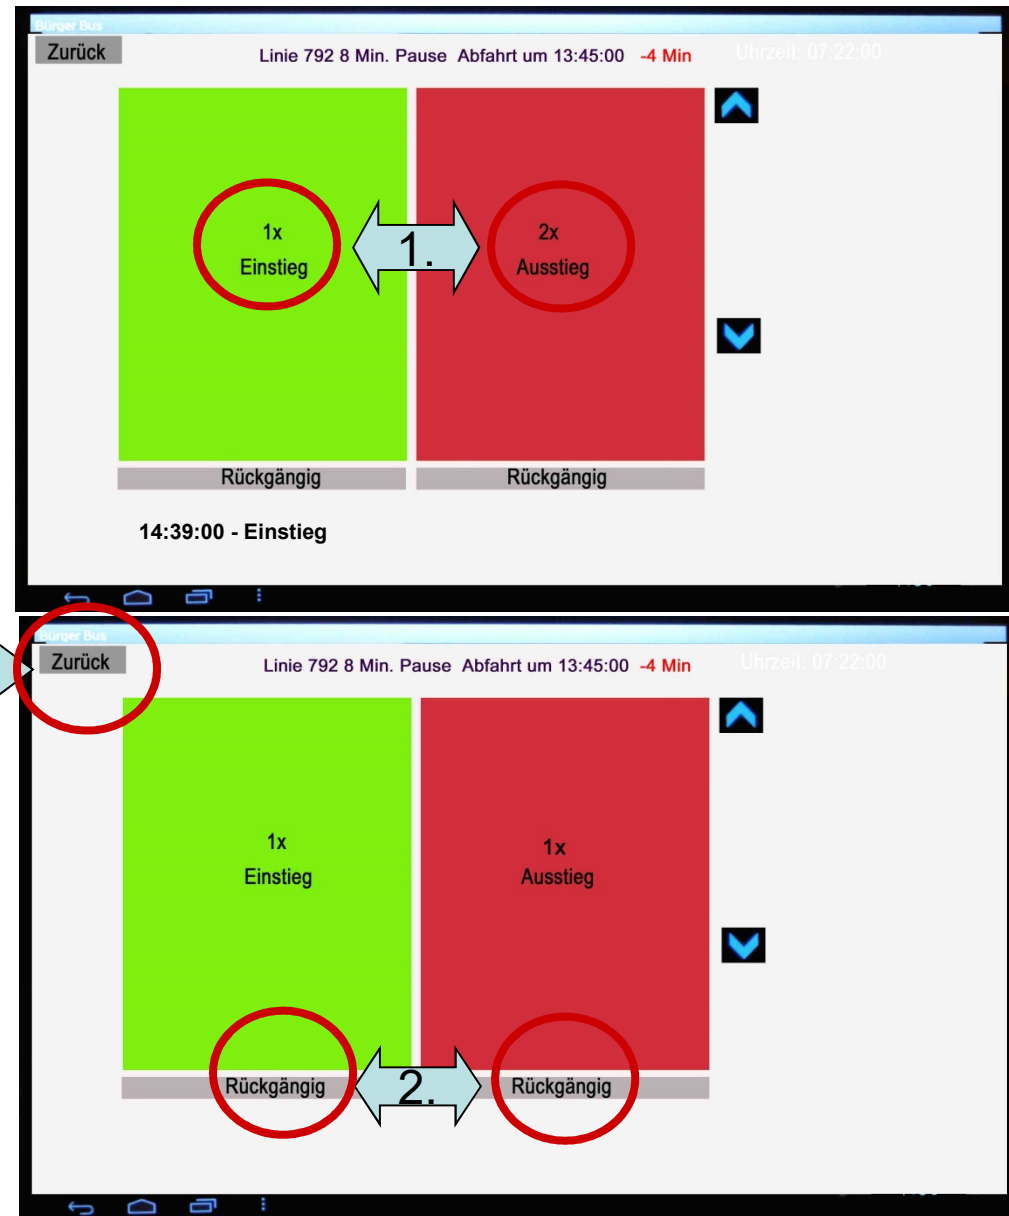 Bürger Bus
Zurück
Linie 792 8 Min. Pause Abfahrt um 13:45:00 -4 Min Uhrzeit: 07:22:00
1x
Einstieg
1.
2x
Ausstieg
Rückgängig
Rückgängig
14:39:00 - Einstieg
Bürger Bus
Zurück
Linie 792 8 Min. Pause Abfahrt um 13:45:00 -4 Min Uhrzeit: 07:22:00
1x
Einstieg
1x
Ausstieg
Rückgängig
2.
Rückgängig